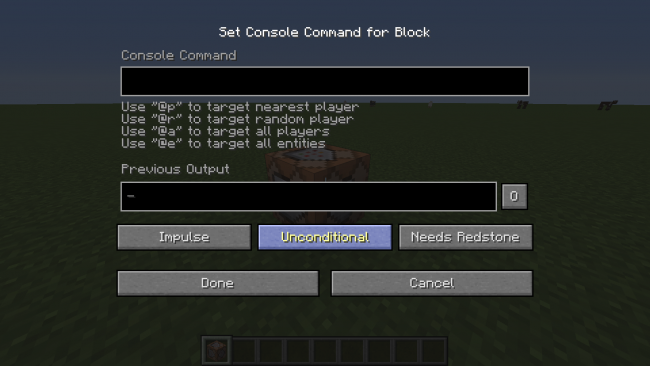 Set Console Command for Block
Console Command
Use "@p" to target nearest player
Use "@r" to target random player
Use "@a" to target all players
Use "@e" to target all entities
Previous Output
-
O
Impulse
Unconditional
Needs Redstone
Done
Cancel